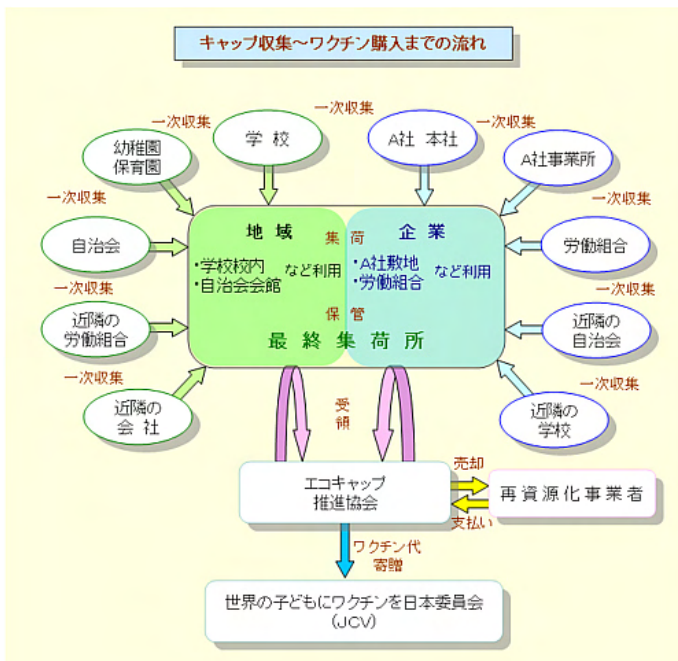 キャップ収集～ワクチン購入までの流れ
一次収集
一次収集
一次収集
学 校
A社 本社
幼稚園
保育園
A社事業所
一次収集
一次収集
地 域
集 荷
企 業
自治会
労働組合
・学校校内
・自治会会館
など利用
・A社敷地
・労働組合
など利用
一次収集
一次収集
近隣の
労働組合
近隣の
自治会
保 管
最 終 集 荷 所
一次収集
一次収集
近隣の
会 社
近隣の
学校
受
領
エコキャップ
推進協会
売却
再資源化事業者
支払い
ワクチン代
寄贈
世界の子どもにワクチンを日本委員会
（JCV）